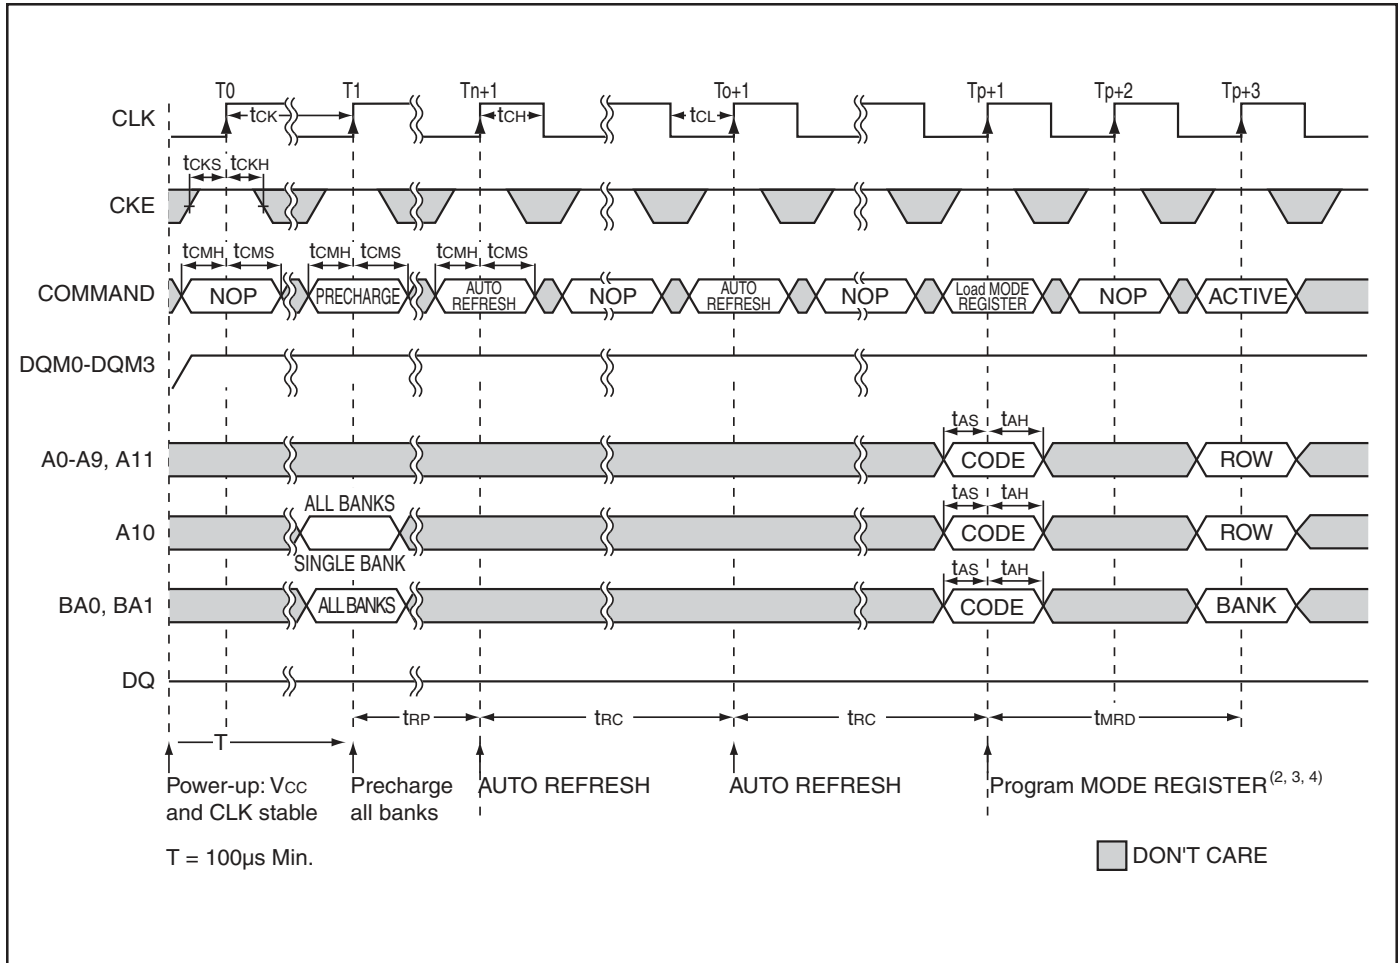 T0 T1 Tn+1 To+1 Tp+1 Tp+2 Tp+3
CLK tCK tCH tCL
tCKS tCKH
CKE
tCMH tCMS tCMH tCMS tCMH tCMS
COMMAND NOP PRECHARGE AUTO REFRESH NOP AUTO REFRESH NOP Load MODE REGISTER NOP ACTIVE
DQM0-DQM3
tAS tAH
A0-A9, A11 CODE ROW
ALL BANKS tAS tAH
A10 CODE ROW
SINGLE BANK tAS tAH
BA0, BA1 ALL BANKS CODE BANK
DQ
tRP tRC tRC tMRD
T
Power-up: VCC and CLK stable
Precharge all banks
AUTO REFRESH
AUTO REFRESH
Program MODE REGISTER(2, 3, 4)
T = 100µs Min.
DON'T CARE